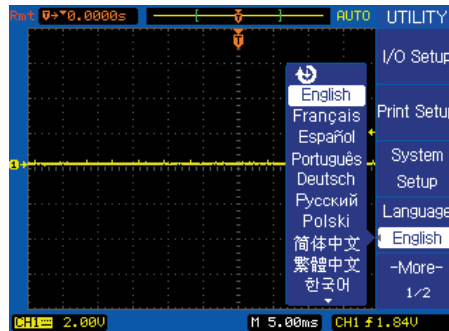 Rmt 0.0000s AUTO UTILITY
T
I/O Setup
Print Setup
System
Setup
Language
English
-More-
1/2
English
Français
Español
Português
Deutsch
Русский
Polski
简体中文
繁體中文
한국어
1
CH1 2.00V M 5.00ms CH1 1.84V